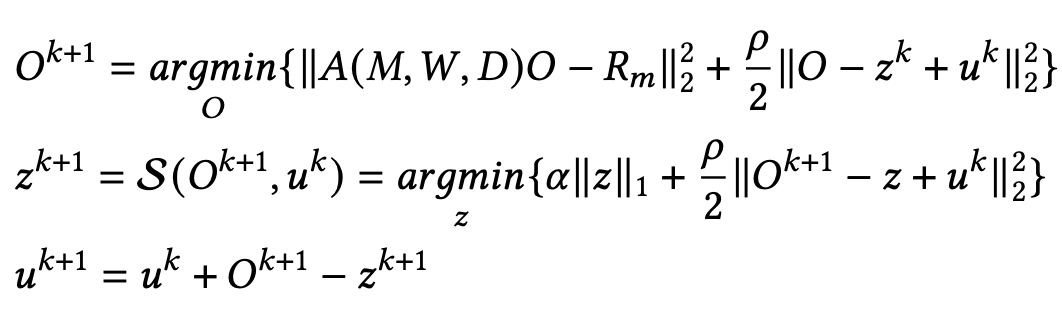 O^{k+1} = argmin_O{‖A(M, W, D)O − R_m‖_2^2 + ρ/2 ‖O − z^k + u^k‖_2^2}
z^{k+1} = 𝒮(O^{k+1}, u^k) = argmin_z{α‖z‖_1 + ρ/2 ‖O^{k+1} − z + u^k‖_2^2}
u^{k+1} = u^k + O^{k+1} − z^{k+1}